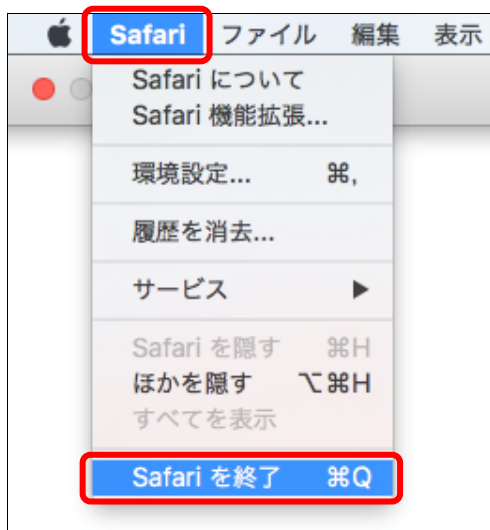 Safari ファイル 編集 表示
Safari について
Safari 機能拡張...
環境設定... ⌘,
履歴を消去...
サービス ▶
Safari を隠す ⌘H
ほかを隠す ⌥⌘H
すべてを表示
Safari を終了 ⌘Q